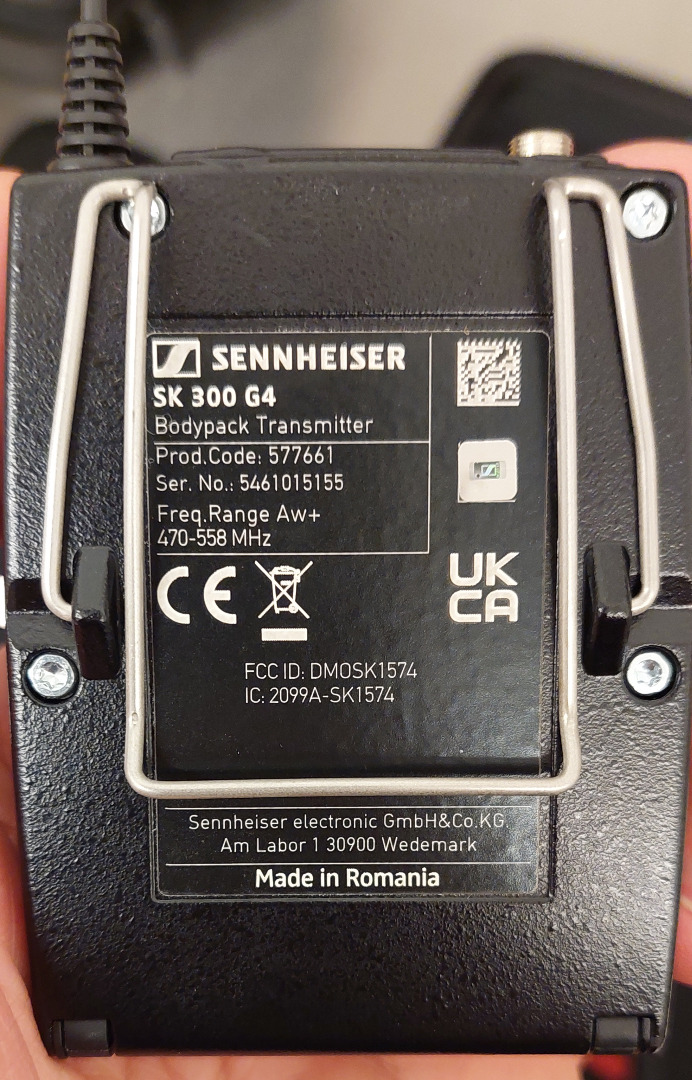 SENNHEISER
SK 300 G4
Bodypack Transmitter
Prod.Code: 577661
Ser. No.: 5461015155
Freq.Range Aw+
470-558 MHz
CE
UK
CA
FCC ID: DMOSK1574
IC: 2099A-SK1574
Sennheiser electronic GmbH&Co.KG
Am Labor 1 30900 Wedemark
Made in Romania